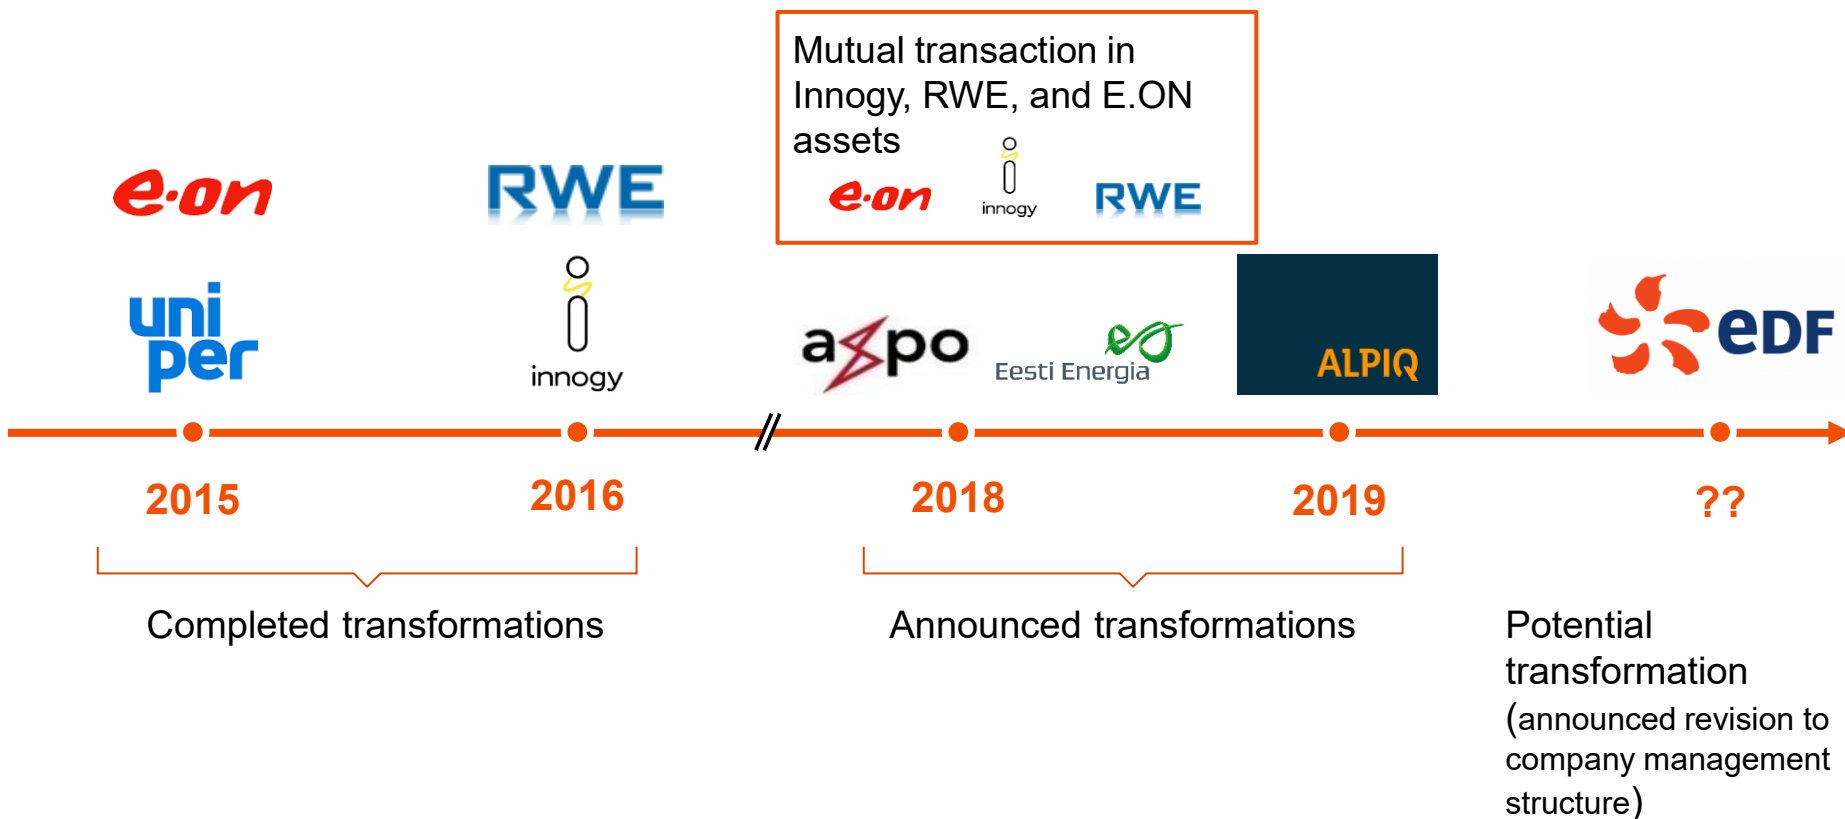 Mutual transaction in
Innogy, RWE, and E.ON
assets
e·on
innogy
RWE
e·on
RWE
uni
per
innogy
axpo
Eesti Energia
ALPIQ
eDF
2015
2016
2018
2019
??
Completed transformations
Announced transformations
Potential
transformation
(announced revision to
company management
structure)